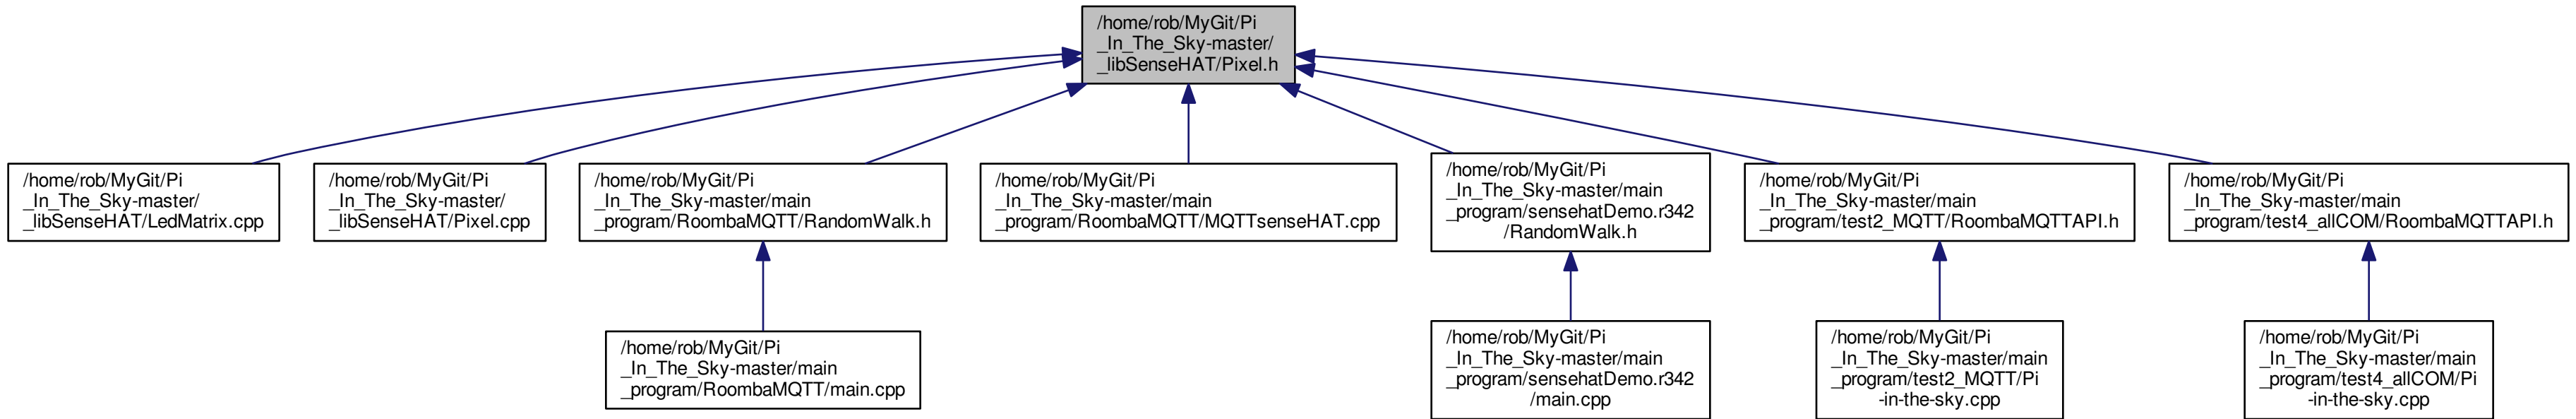 /home/rob/MyGit/Pi
_In_The_Sky-master/
_libSenseHAT/Pixel.h
/home/rob/MyGit/Pi
_In_The_Sky-master/
_libSenseHAT/LedMatrix.cpp
/home/rob/MyGit/Pi
_In_The_Sky-master/
_libSenseHAT/Pixel.cpp
/home/rob/MyGit/Pi
_In_The_Sky-master/main
_program/RoombaMQTT/RandomWalk.h
/home/rob/MyGit/Pi
_In_The_Sky-master/main
_program/RoombaMQTT/MQTTsenseHAT.cpp
/home/rob/MyGit/Pi
_In_The_Sky-master/main
_program/sensehatDemo.r342
/RandomWalk.h
/home/rob/MyGit/Pi
_In_The_Sky-master/main
_program/test2_MQTT/RoombaMQTTAPI.h
/home/rob/MyGit/Pi
_In_The_Sky-master/main
_program/test4_allCOM/RoombaMQTTAPI.h
/home/rob/MyGit/Pi
_In_The_Sky-master/main
_program/RoombaMQTT/main.cpp
/home/rob/MyGit/Pi
_In_The_Sky-master/main
_program/sensehatDemo.r342
/main.cpp
/home/rob/MyGit/Pi
_In_The_Sky-master/main
_program/test2_MQTT/Pi
-in-the-sky.cpp
/home/rob/MyGit/Pi
_In_The_Sky-master/main
_program/test4_allCOM/Pi
-in-the-sky.cpp